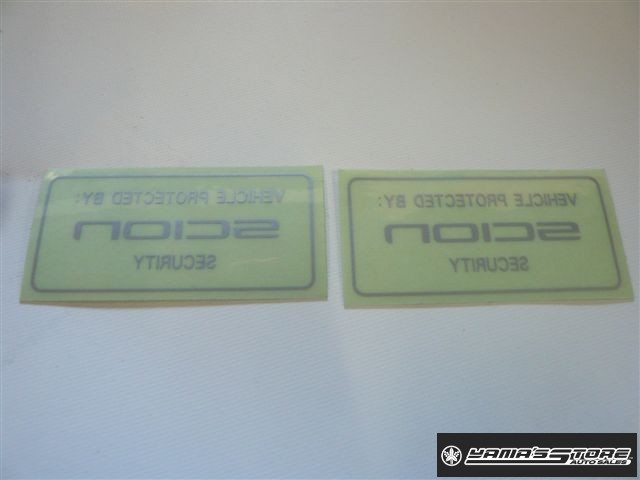 VEHICLE PROTECTED BY:
SCION
SECURITY
VEHICLE PROTECTED BY:
SCION
SECURITY
YAMA'S STORE
AUTO SALES